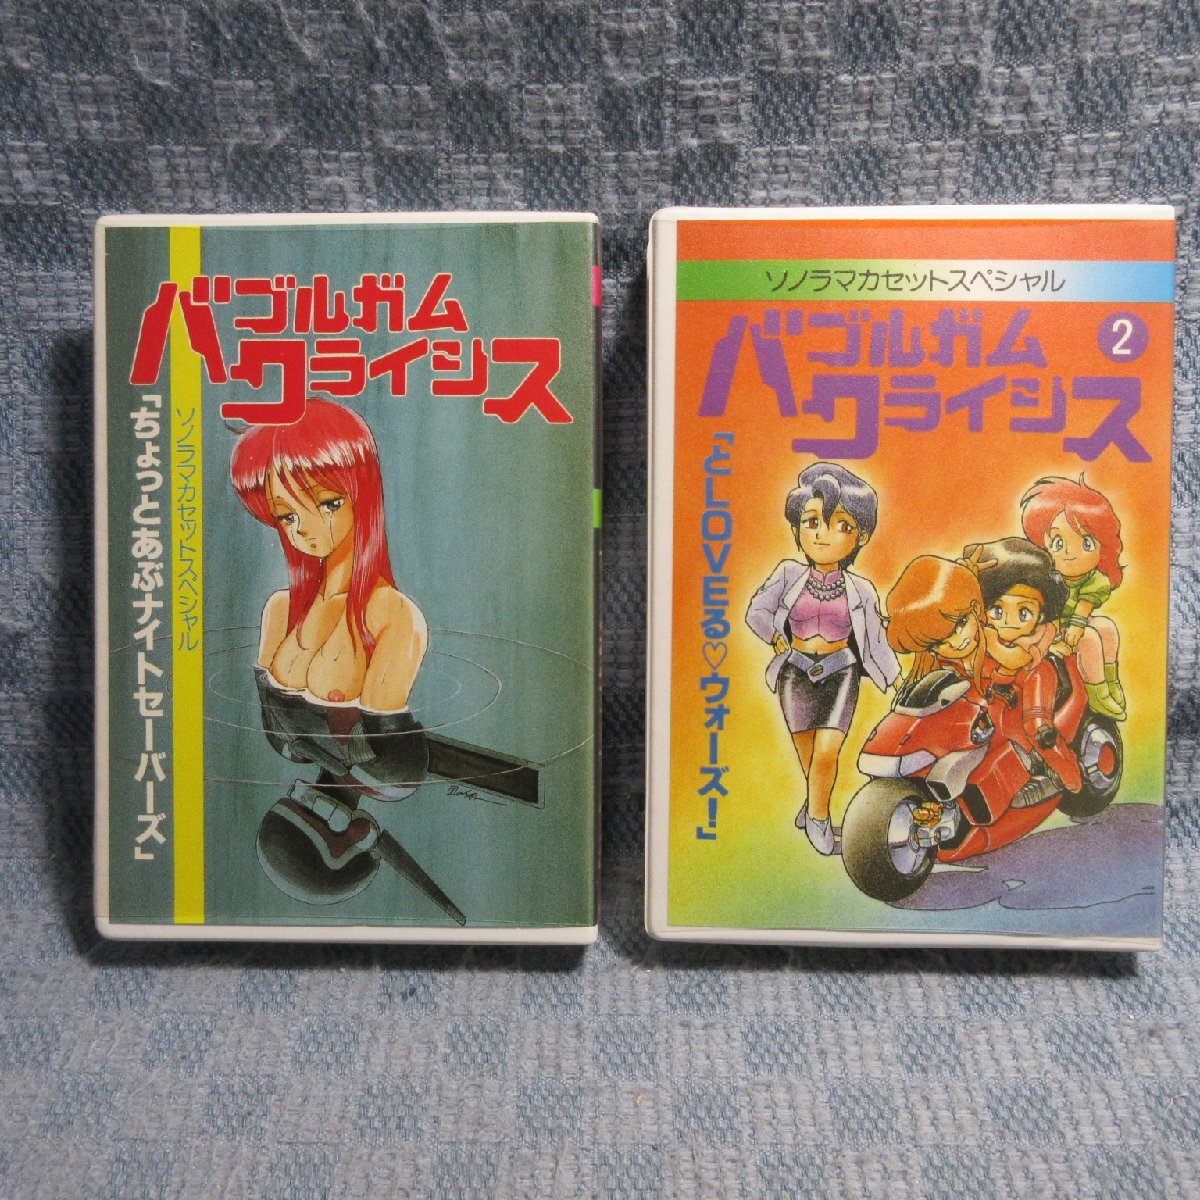 バブルガム
クライシス
ソノラマカセットスペシャル
「ちょっとあぶナイトセーバーズ」
ソノラマカセットスペシャル
バブルガム
クライシス
2
「とLOVEる♡ウォーズ!」